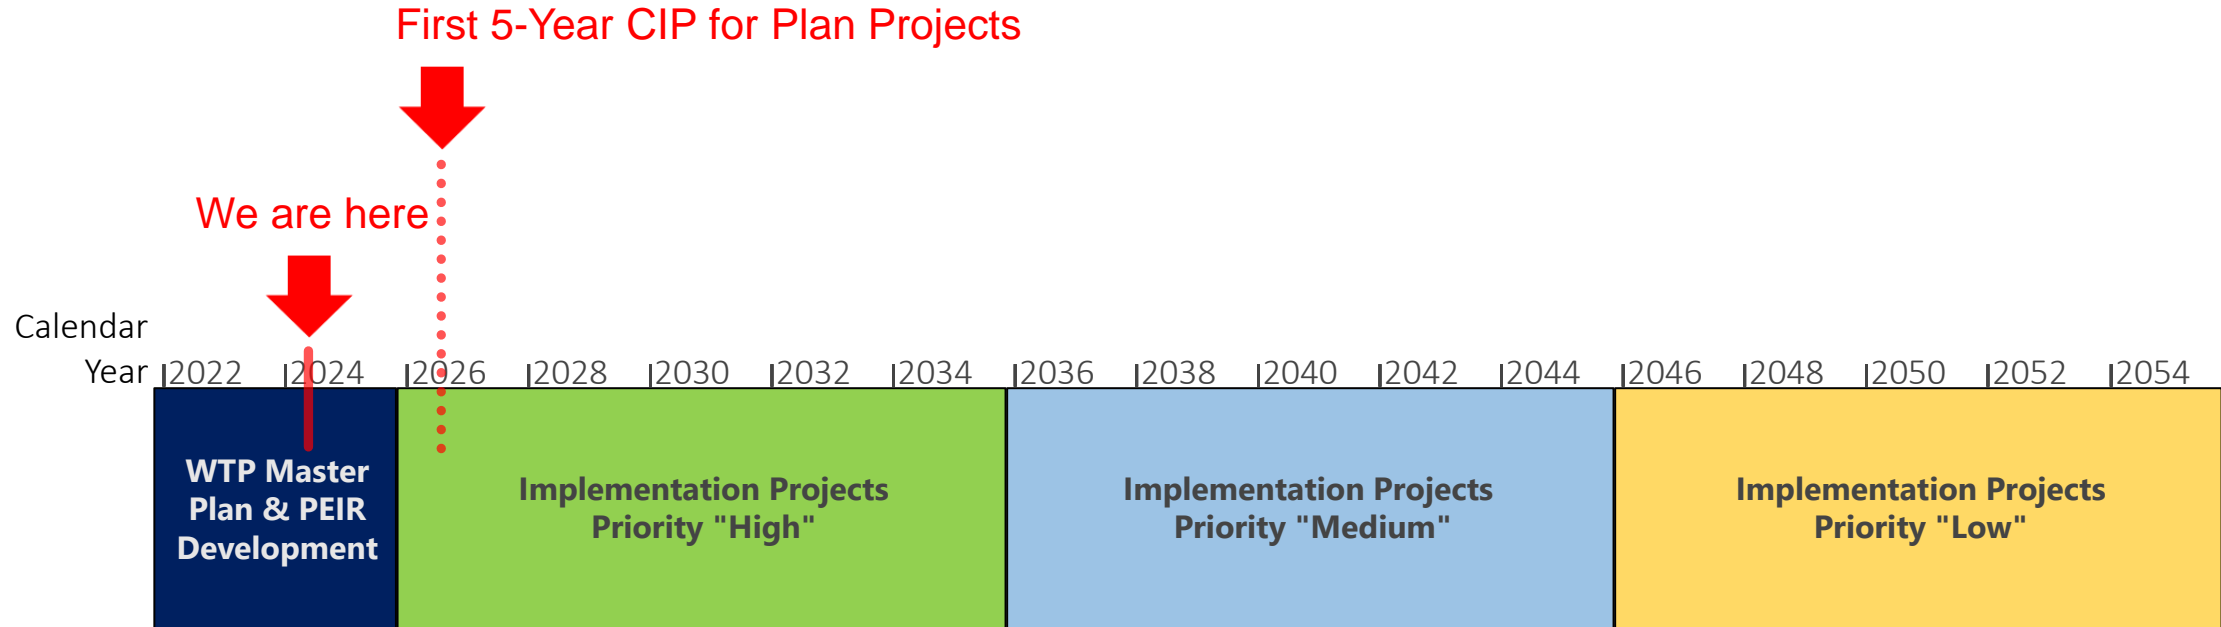 First 5-Year CIP for Plan Projects
We are here
Calendar
Year
2022 2024 2026 2028 2030 2032 2034 2036 2038 2040 2042 2044 2046 2048 2050 2052 2054
WTP Master
Plan & PEIR
Development
Implementation Projects
Priority "High"
Implementation Projects
Priority "Medium"
Implementation Projects
Priority "Low"